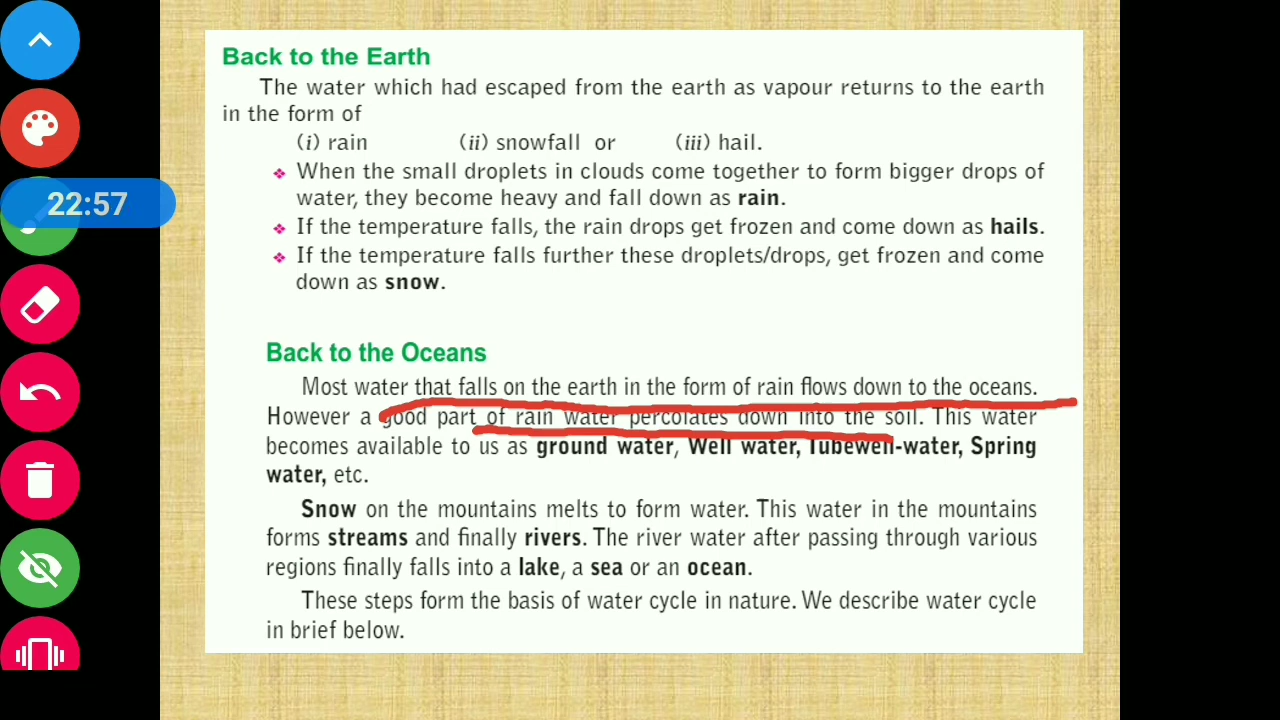 Back to the Earth
The water which had escaped from the earth as vapour returns to the earth
in the form of
(i) rain (ii) snowfall or (iii) hail.
❖ When the small droplets in clouds come together to form bigger drops of
water, they become heavy and fall down as rain.
22:57
❖ If the temperature falls, the rain drops get frozen and come down as hails.
❖ If the temperature falls further these droplets/drops, get frozen and come
down as snow.
Back to the Oceans
Most water that falls on the earth in the form of rain flows down to the oceans.
However a good part of rain water percolates down into the soil. This water
becomes available to us as ground water, Well water, Tubewell-water, Spring
water, etc.
Snow on the mountains melts to form water. This water in the mountains
forms streams and finally rivers. The river water after passing through various
regions finally falls into a lake, a sea or an ocean.
These steps form the basis of water cycle in nature. We describe water cycle
in brief below.